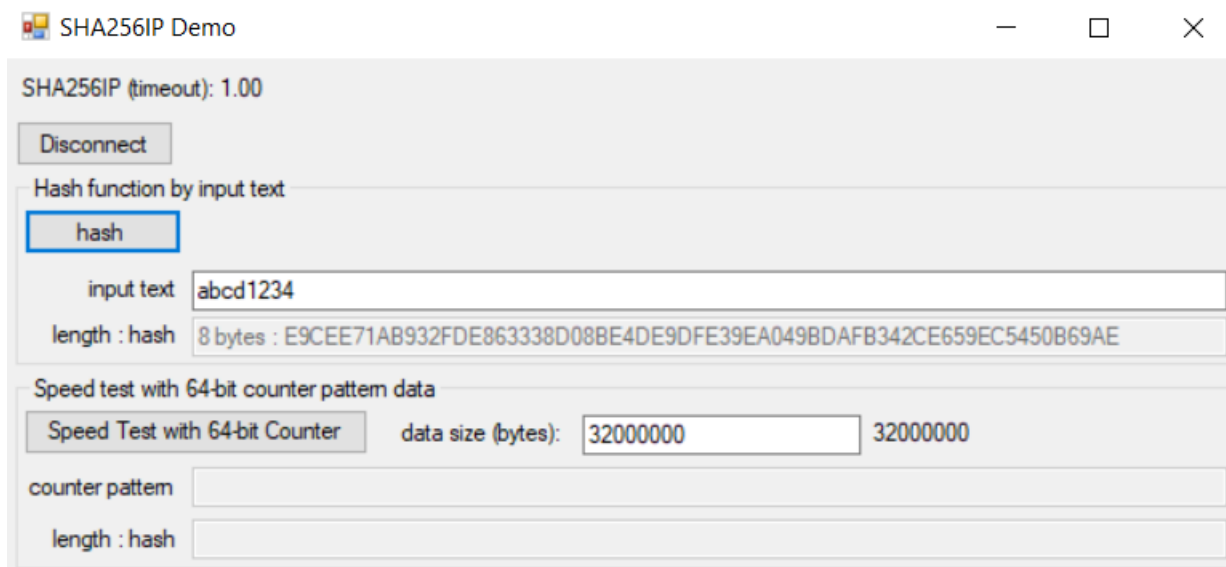 SHA256IP Demo
SHA256IP (timeout): 1.00
Disconnect
Hash function by input text
hash
input text abcd1234
length : hash 8 bytes : E9CEE71AB932FDE863338D08BE4DE9DFE39EA049BDAFB342CE659EC5450B69AE
Speed test with 64-bit counter pattern data
Speed Test with 64-bit Counter data size (bytes): 32000000 32000000
counter pattern
length : hash